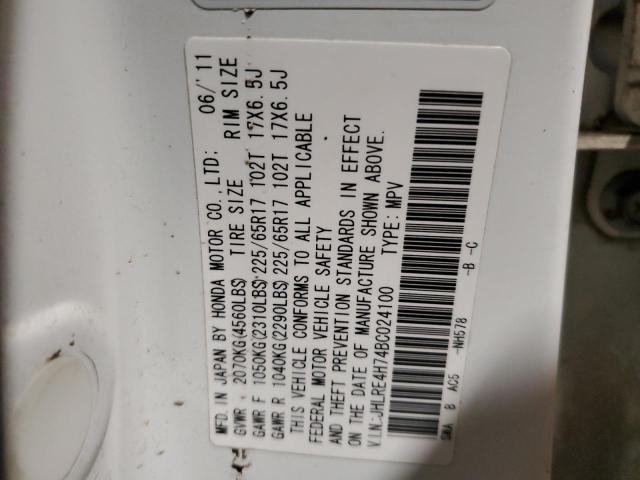 MFD. IN JAPAN BY HONDA MOTOR CO., LTD: 06/'11
GVWR , 2070KG(4560LBS) TIRE SIZE RIM SIZE
GAWR F 1050KG(2310LBS) 225/65R17 102T 17X6.5J
GAWR R 1040KG(2290LBS) 225/65R17 102T 17X6.5J
THIS VEHICLE CONFORMS TO ALL APPLICABLE
FEDERAL MOTOR VEHICLE SAFETY
AND THEFT PREVENTION STANDARDS IN EFFECT
ON THE DATE OF MANUFACTURE SHOWN ABOVE.
V.I.N:JHLRE4H74BC024100 TYPE: MPV
B AC5 -NH578 -B -C